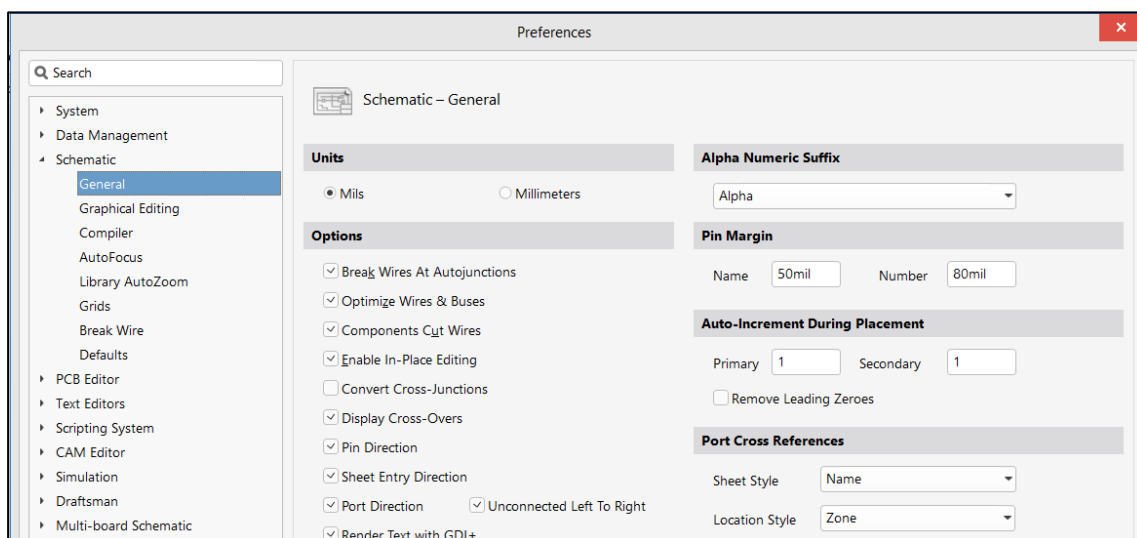 Preferences
Search
System
Data Management
Schematic
General
Graphical Editing
Compiler
AutoFocus
Library AutoZoom
Grids
Break Wire
Defaults
PCB Editor
Text Editors
Scripting System
CAM Editor
Simulation
Draftsman
Multi-board Schematic
Schematic – General
Units
Mils Millimeters
Options
Break Wires At Autojunctions
Optimize Wires & Buses
Components Cut Wires
Enable In-Place Editing
Convert Cross-Junctions
Display Cross-Overs
Pin Direction
Sheet Entry Direction
Port Direction Unconnected Left To Right
Render Text with GDI+
Alpha Numeric Suffix
Alpha
Pin Margin
Name 50mil Number 80mil
Auto-Increment During Placement
Primary 1 Secondary 1
Remove Leading Zeroes
Port Cross References
Sheet Style Name
Location Style Zone